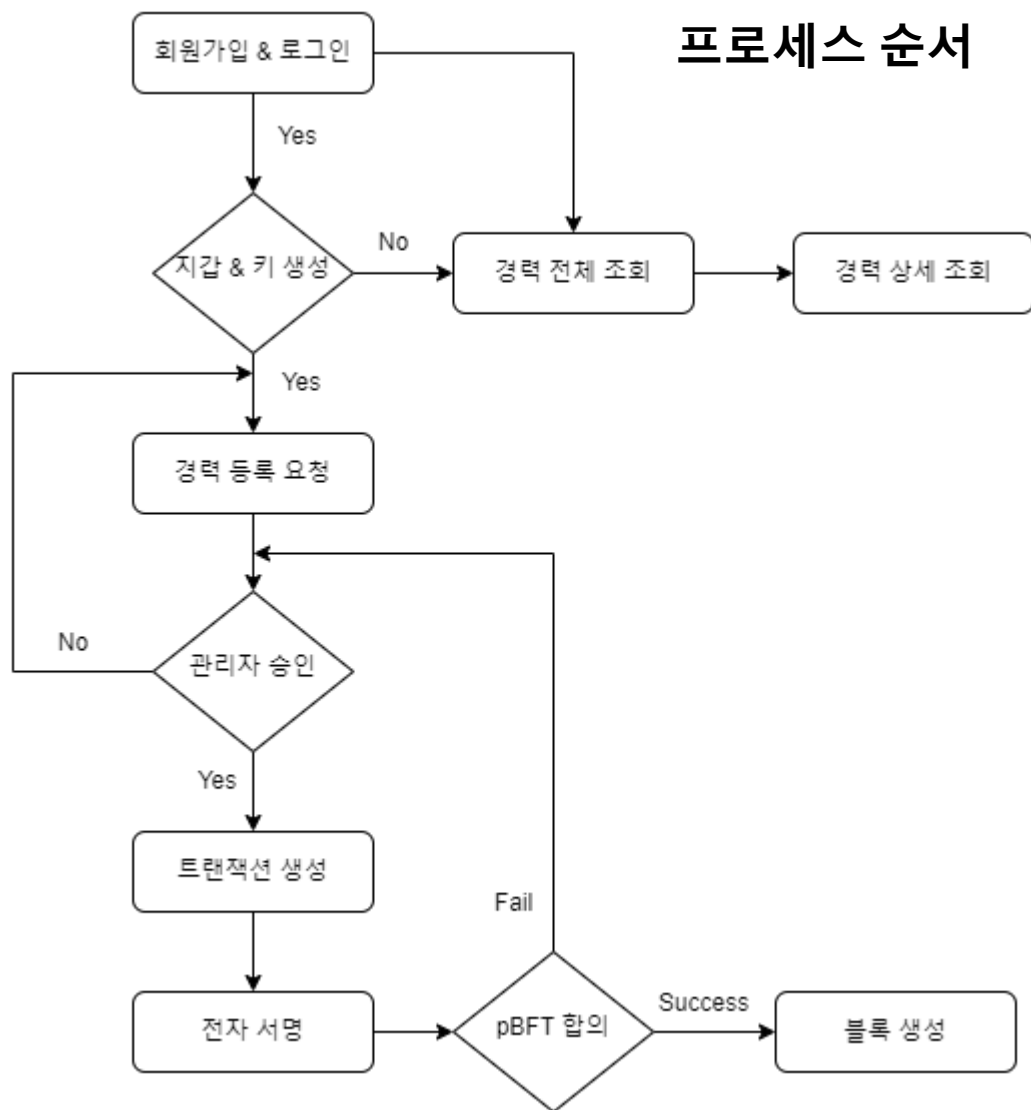 프로세스 순서
회원가입 & 로그인
Yes
지갑 & 키 생성
No
경력 전체 조회
경력 상세 조회
Yes
경력 등록 요청
관리자 승인
No
Yes
트랜잭션 생성
Fail
전자 서명
pBFT 합의
Success
블록 생성